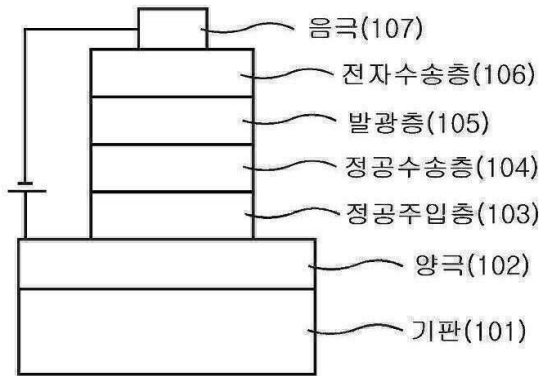 음극(107)
전자수송층(106)
발광층(105)
정공수송층(104)
정공주입층(103)
양극(102)
기판(101)